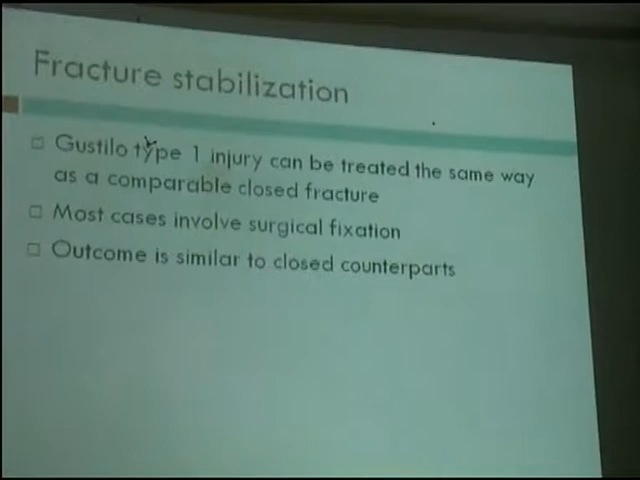 Fracture stabilization
Gustilo type 1 injury can be treated the same way
as a comparable closed fracture
Most cases involve surgical fixation
Outcome is similar to closed counterparts